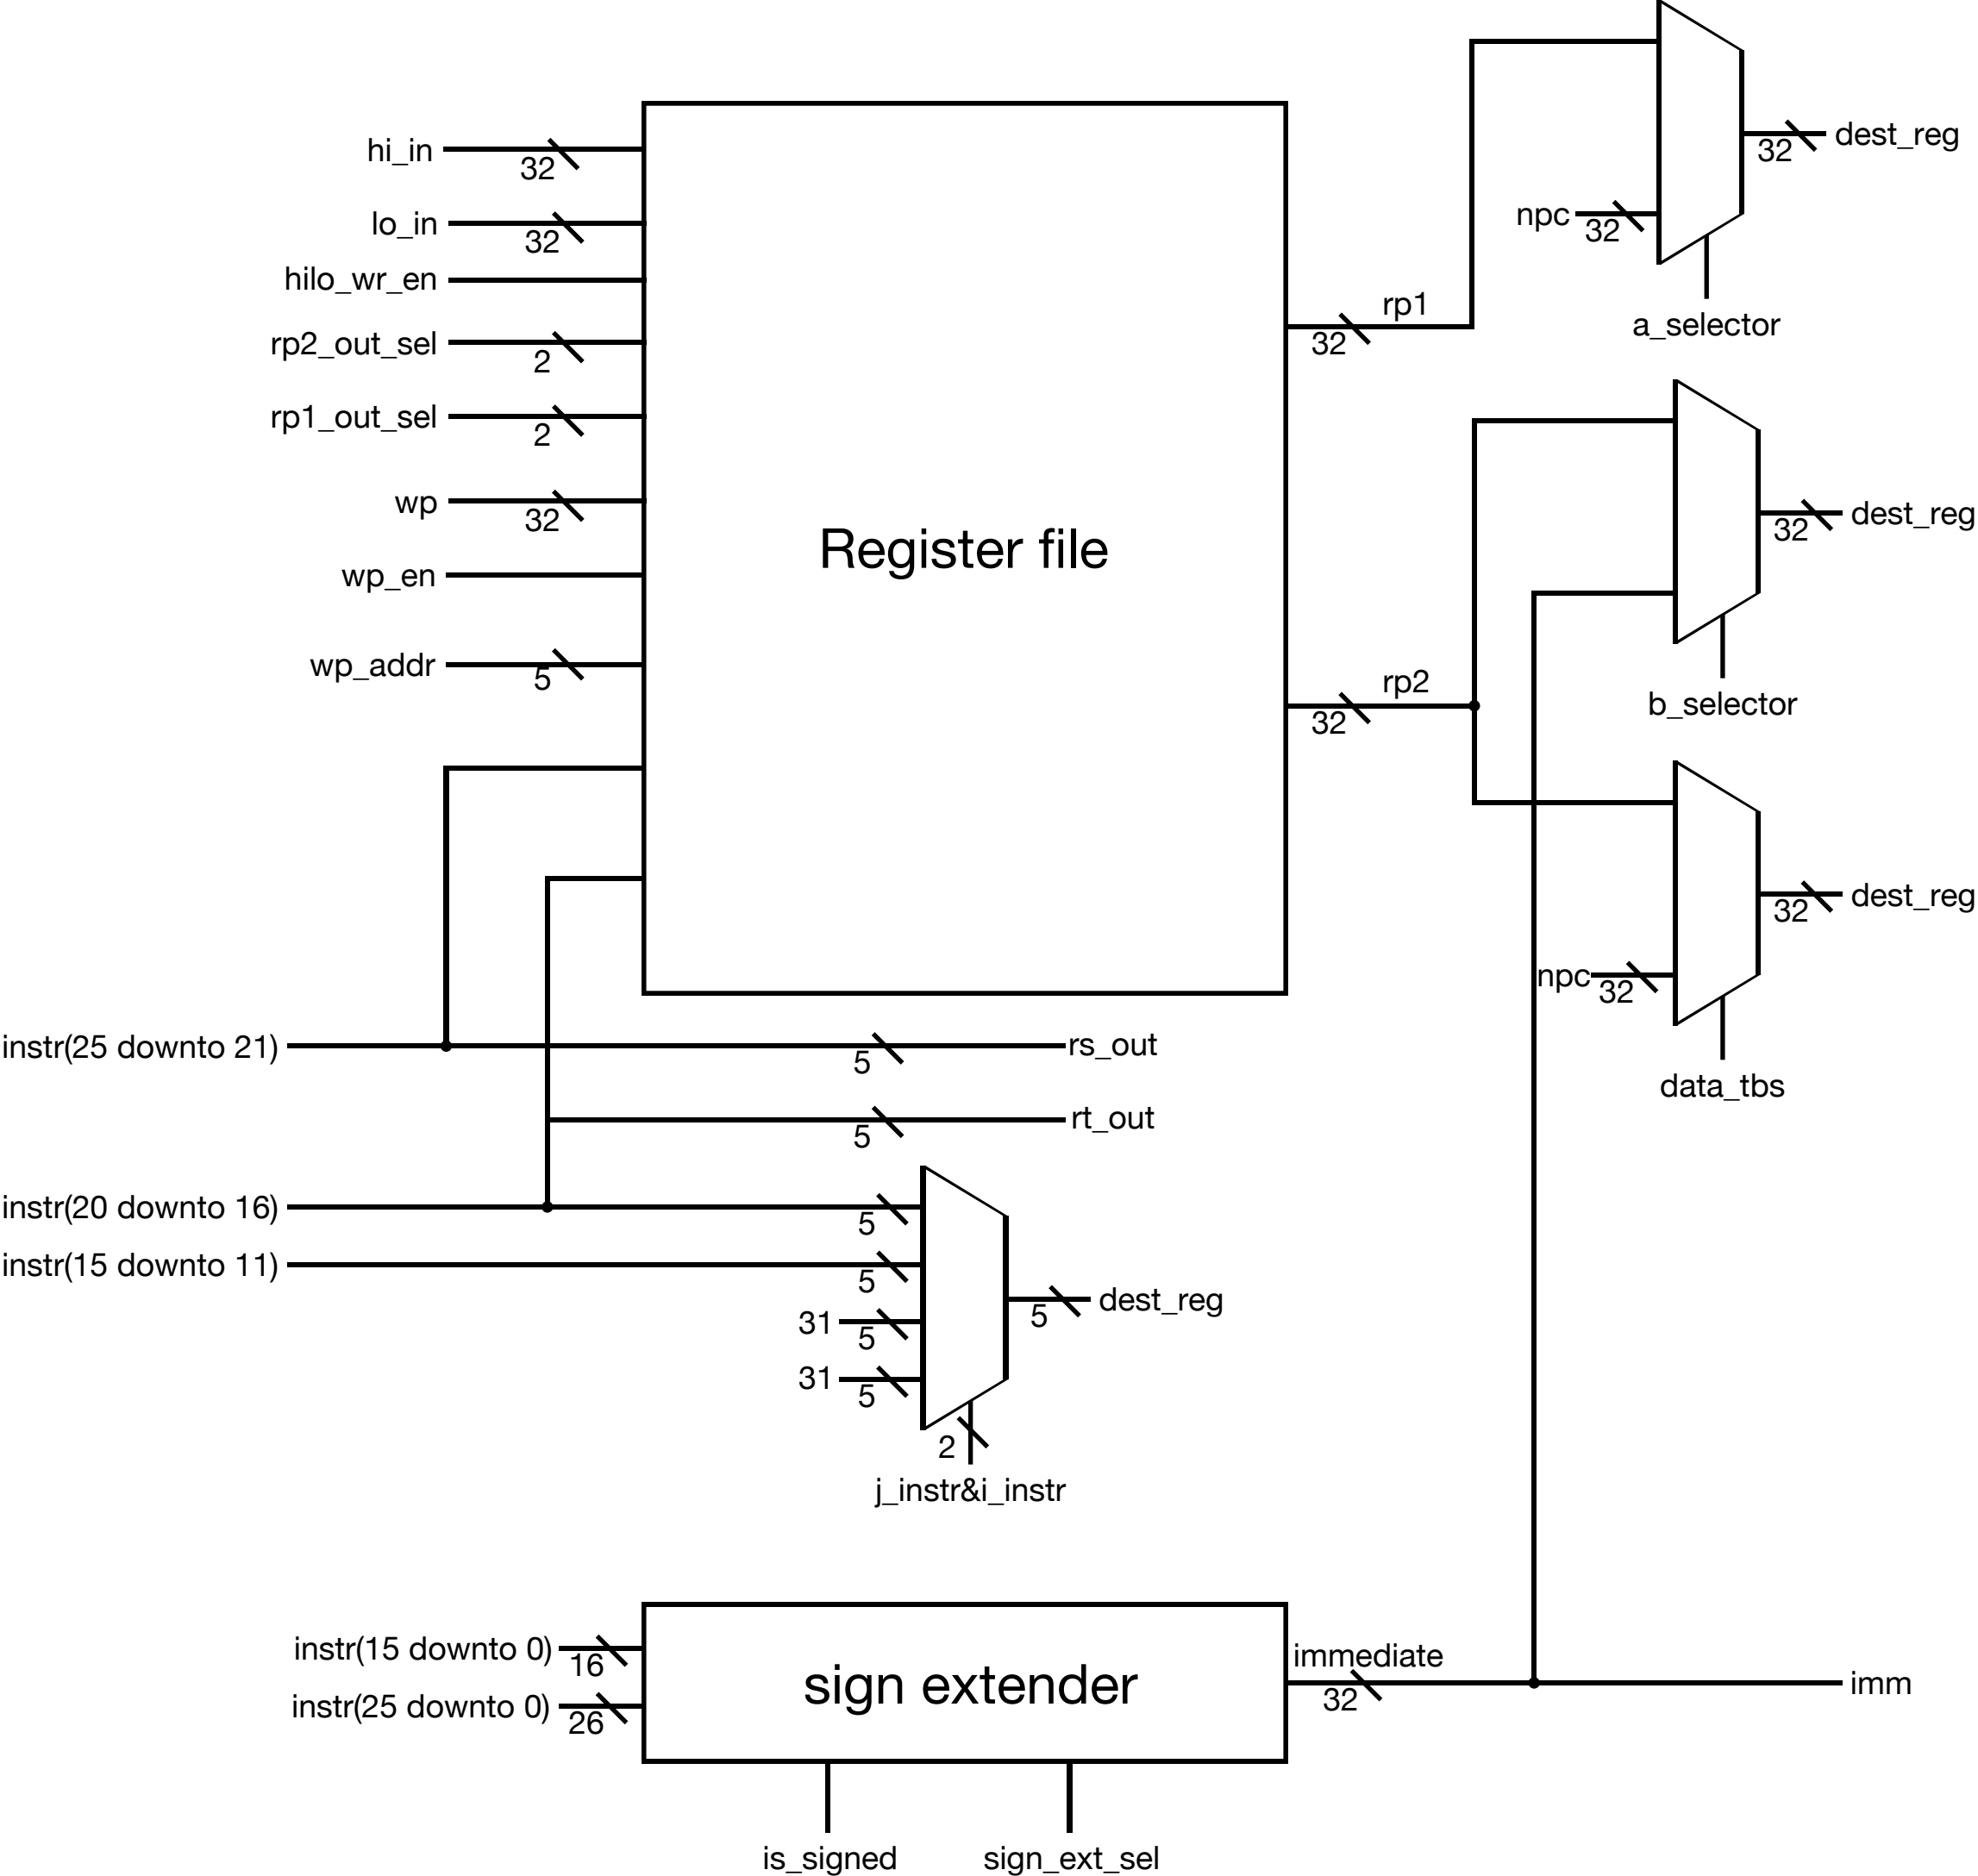 dest_reg
32
hi_in
32
npc
32
lo_in
32
hilo_wr_en
rp1
32
a_selector
rp2_out_sel
2
rp1_out_sel
2
wp
32
dest_reg
32
Register file
wp_en
wp_addr
5
rp2
32
b_selector
dest_reg
32
npc
32
instr(25 downto 21)
5
rs_out
data_tbs
5
rt_out
instr(20 downto 16)
5
instr(15 downto 11)
5
31
5
dest_reg
5
31
5
2
j_instr&i_instr
instr(15 downto 0)
16
immediate
32
sign extender
imm
instr(25 downto 0)
26
is_signed
sign_ext_sel